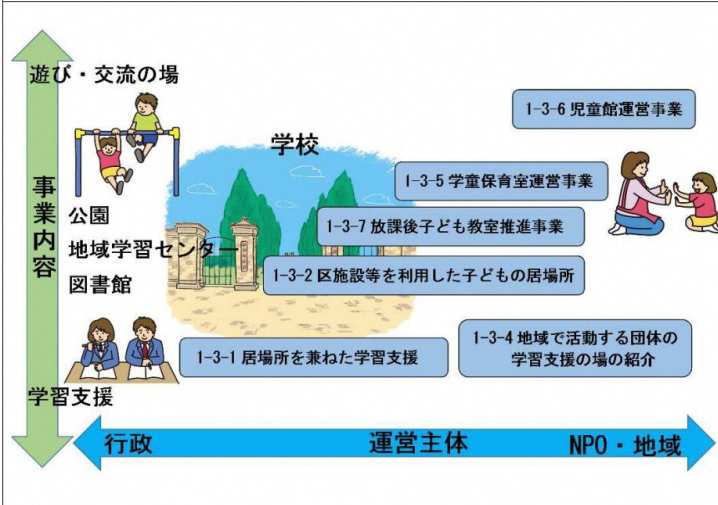 遊び・交流の場
1-3-6 児童館運営事業
学校
1-3-5 学童保育室運営事業
事業内容
公園
1-3-7 放課後子ども教室推進事業
地域学習センター
1-3-2 区施設等を利用した子どもの居場所
図書館
1-3-1 居場所を兼ねた学習支援
1-3-4 地域で活動する団体の
学習支援の場の紹介
学習支援
行政
運営主体
NPO・地域